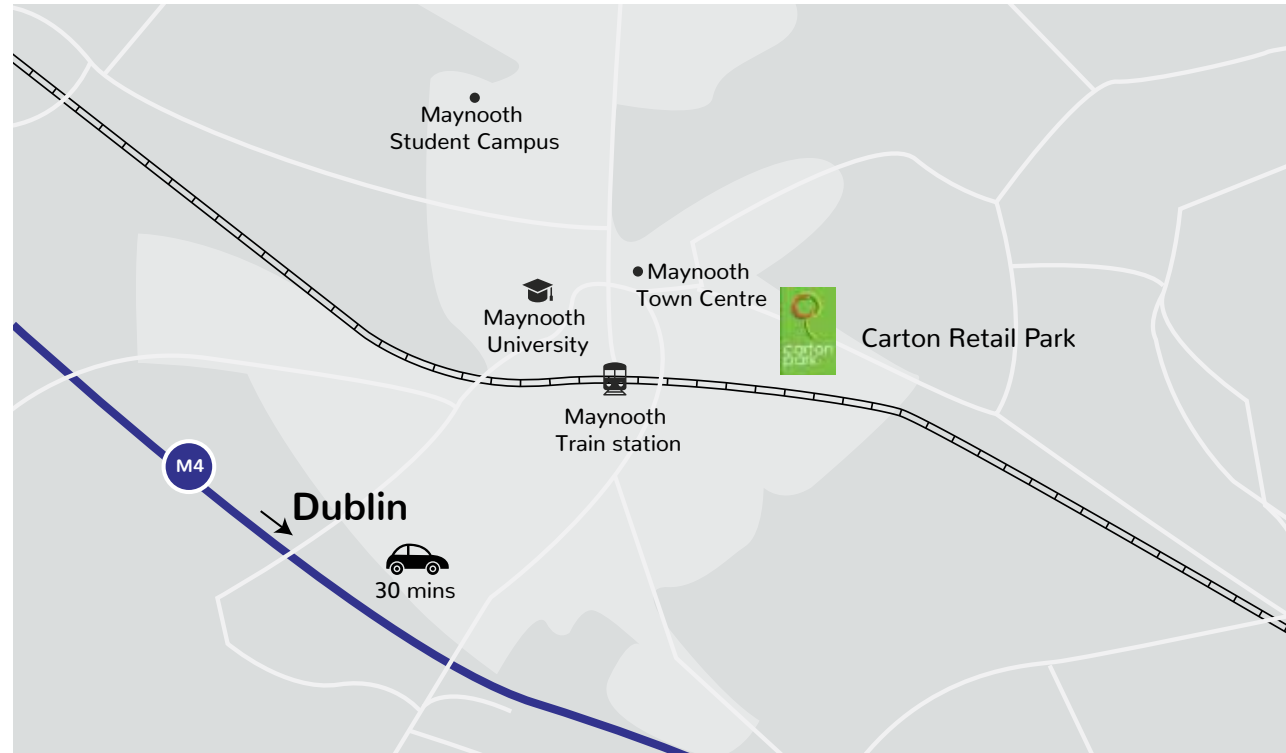 Maynooth
Student Campus
Maynooth
Town Centre
Maynooth
University
carton
park
Carton Retail Park
Maynooth
Train station
M4
Dublin
30 mins